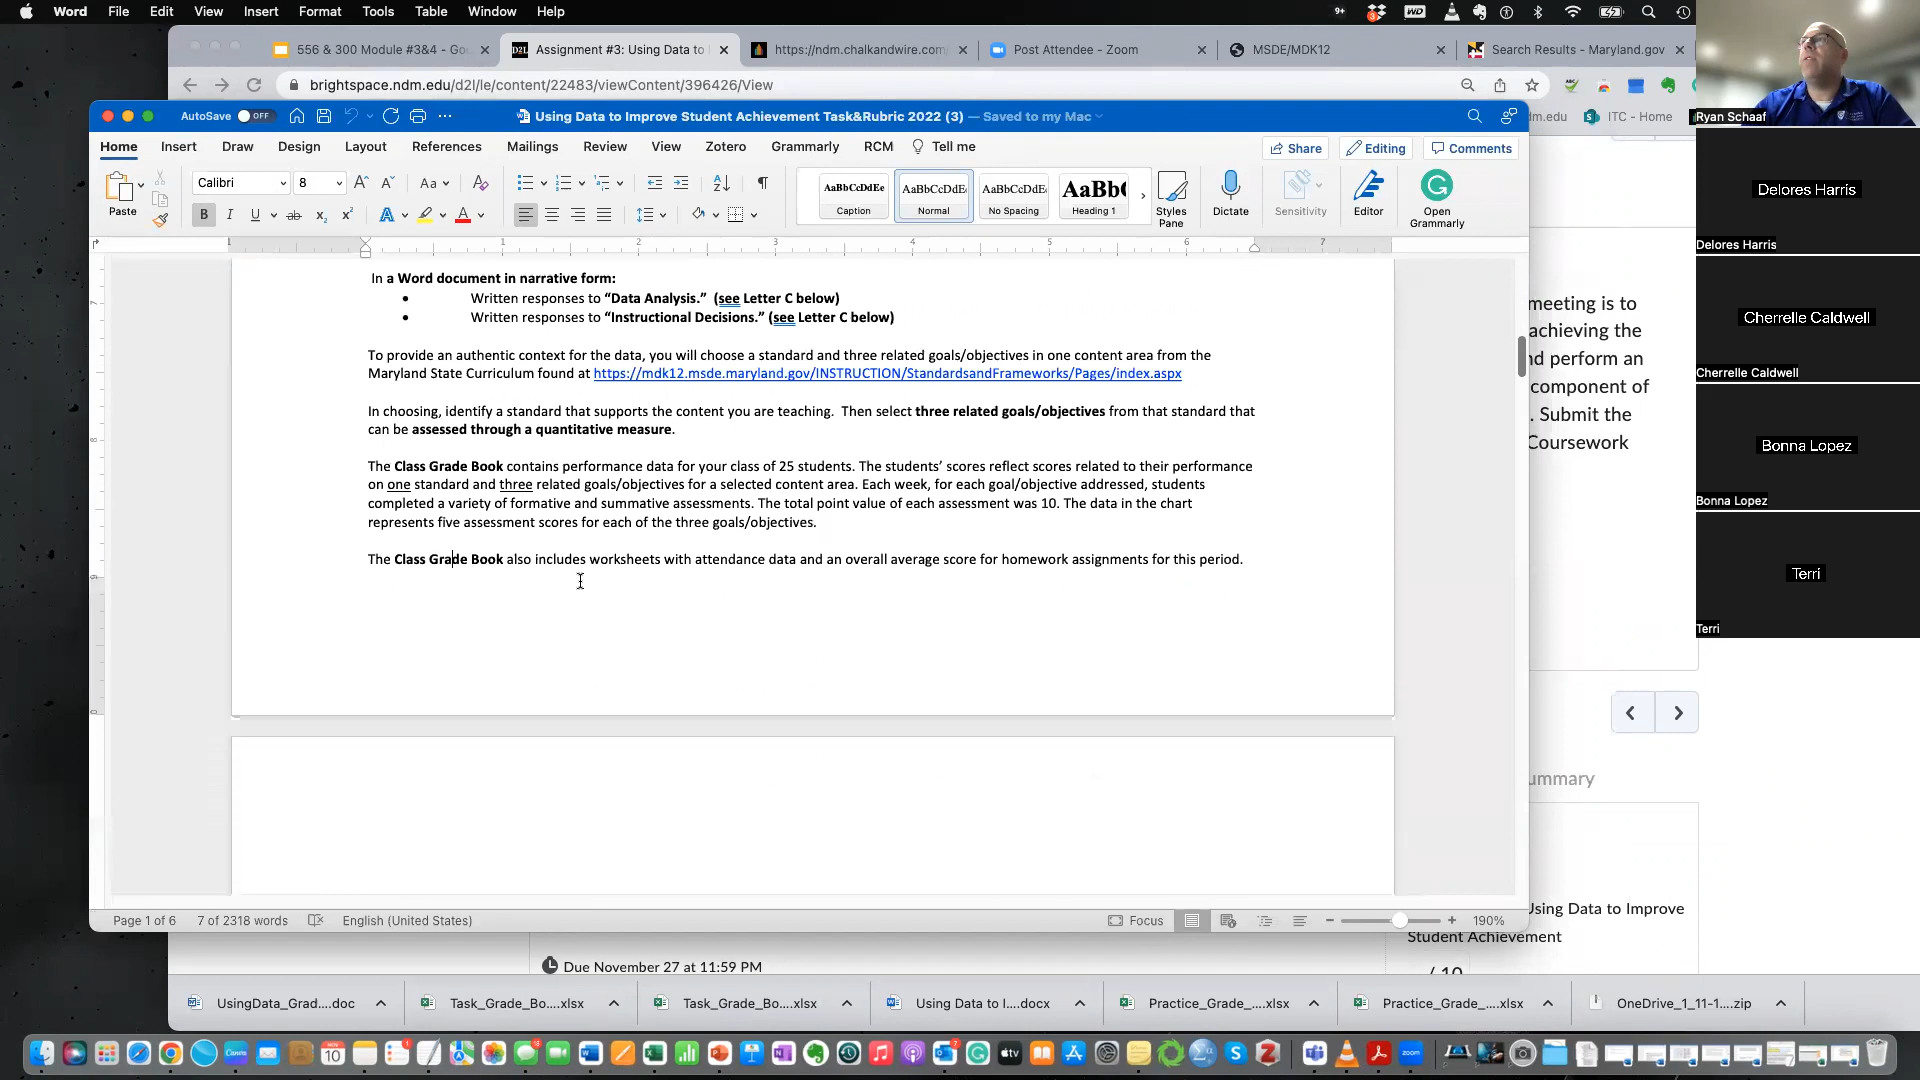 Word File Edit View Insert Format Tools Table Window Help
556 & 300 Module #3&4 - Goo
Assignment #3: Using Data to I
https://ndm.chalkandwire.com
Post Attendee - Zoom
MSDE/MDK12
Search Results - Maryland.gov
brightspace.ndm.edu/d2l/le/content/22483/viewContent/396426/View
AutoSave OFF
Using Data to Improve Student Achievement Task&Rubric 2022 (3) — Saved to my Mac
dm.edu
ITC - Home
Home Insert Draw Design Layout References Mailings Review View Zotero Grammarly RCM Tell me
Share Editing Comments
Paste
Calibri 8
AaBbCcDdEe
Caption
AaBbCcDdE
Normal
AaBbCcDdE
No Spacing
AaBb(
Heading 1
Styles Pane
Dictate
Sensitivity
Editor
Open Grammarly
In a Word document in narrative form:
• Written responses to “Data Analysis.” (see Letter C below)
• Written responses to “Instructional Decisions.” (see Letter C below)
To provide an authentic context for the data, you will choose a standard and three related goals/objectives in one content area from the
Maryland State Curriculum found at https://mdk12.msde.maryland.gov/INSTRUCTION/StandardsandFrameworks/Pages/index.aspx
In choosing, identify a standard that supports the content you are teaching. Then select three related goals/objectives from that standard that
can be assessed through a quantitative measure.
The Class Grade Book contains performance data for your class of 25 students. The students’ scores reflect scores related to their performance
on one standard and three related goals/objectives for a selected content area. Each week, for each goal/objective addressed, students
completed a variety of formative and summative assessments. The total point value of each assessment was 10. The data in the chart
represents five assessment scores for each of the three goals/objectives.
The Class Grade Book also includes worksheets with attendance data and an overall average score for homework assignments for this period.
Page 1 of 6 7 of 2318 words English (United States) Focus 190%
meeting is to
achieving the
nd perform an
component of
. Submit the
Coursework
ummary
Using Data to Improve
Student Achievement
/ 10
Due November 27 at 11:59 PM
UsingData_Grad....doc
Task_Grade_Bo....xlsx
Task_Grade_Bo....xlsx
Using Data to I....docx
Practice_Grade_....xlsx
Practice_Grade_....xlsx
OneDrive_1_11-1....zip
Ryan Schaaf
Delores Harris
Delores Harris
Cherrelle Caldwell
Cherrelle Caldwell
Bonna Lopez
Bonna Lopez
Terri
Terri